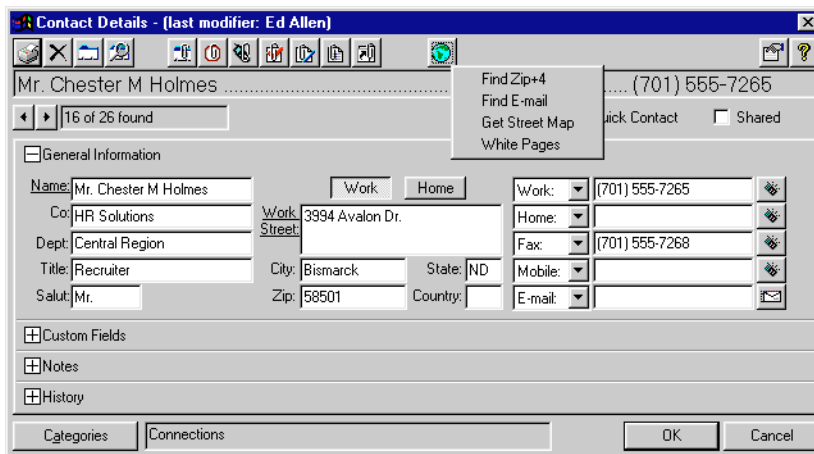 Contact Details - (last modifier: Ed Allen)
Mr. Chester M Holmes ..................................................... (701) 555-7265
Find Zip+4
Find E-mail
Get Street Map
White Pages
16 of 26 found
uick Contact
Shared
General Information
Name: Mr. Chester M Holmes
Work Home
Work: (701) 555-7265
Co: HR Solutions
Work Street: 3994 Avalon Dr.
Home:
Dept: Central Region
Fax: (701) 555-7268
Title: Recruiter
City: Bismarck
State: ND
Mobile:
Salut: Mr.
Zip: 58501
Country:
E-mail:
Custom Fields
Notes
History
Categories
Connections
OK
Cancel